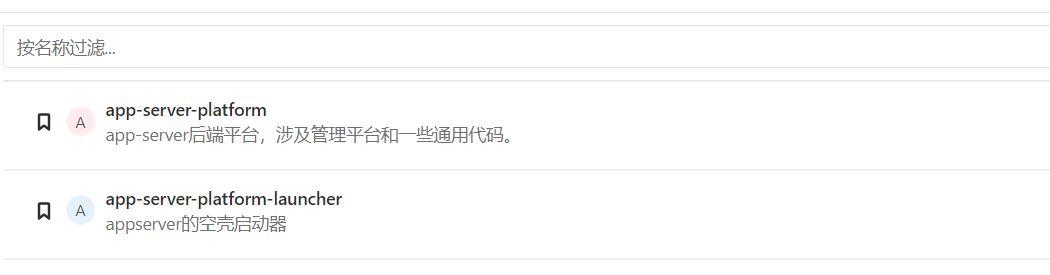 按名称过滤...
A
app-server-platform
app-server后端平台，涉及管理平台和一些通用代码。
A
app-server-platform-launcher
appserver的空壳启动器